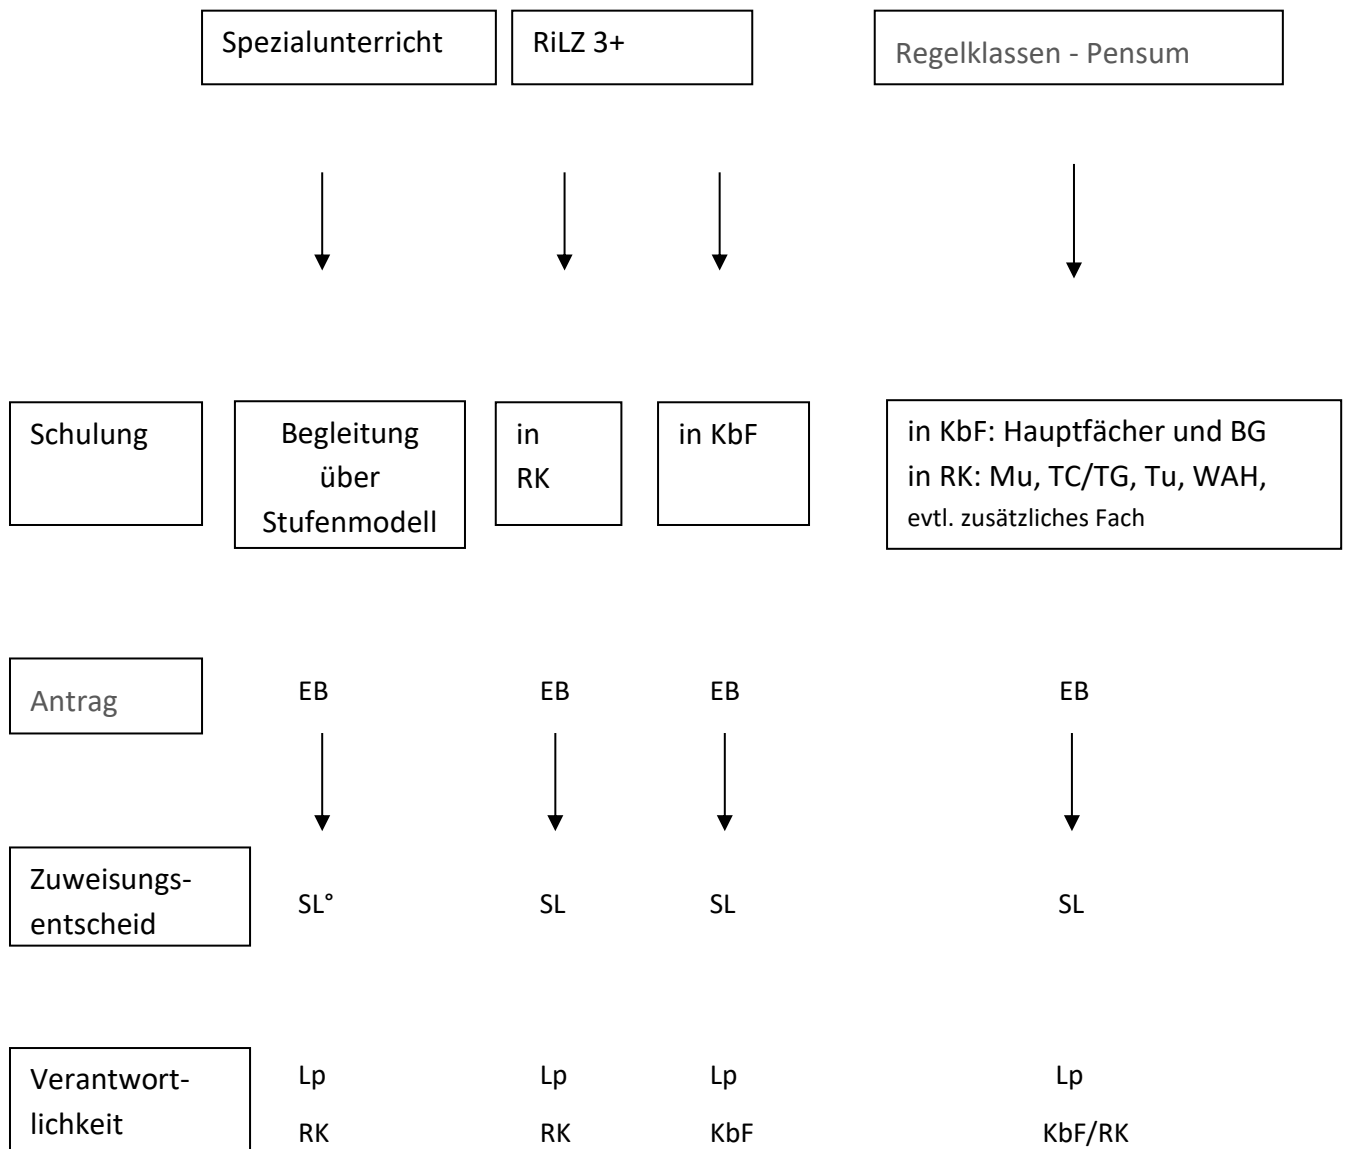 Spezialunterricht
RiLZ 3+
Regelklassen - Pensum
Schulung
Begleitung
über
Stufenmodell
in
RK
in KbF
in KbF: Hauptfächer und BG
in RK: Mu, TC/TG, Tu, WAH,
evtl. zusätzliches Fach
Antrag
EB
EB
EB
EB
Zuweisungs-
entscheid
SL°
SL
SL
SL
Verantwort-
lichkeit
Lp
RK
Lp
RK
Lp
KbF
Lp
KbF/RK